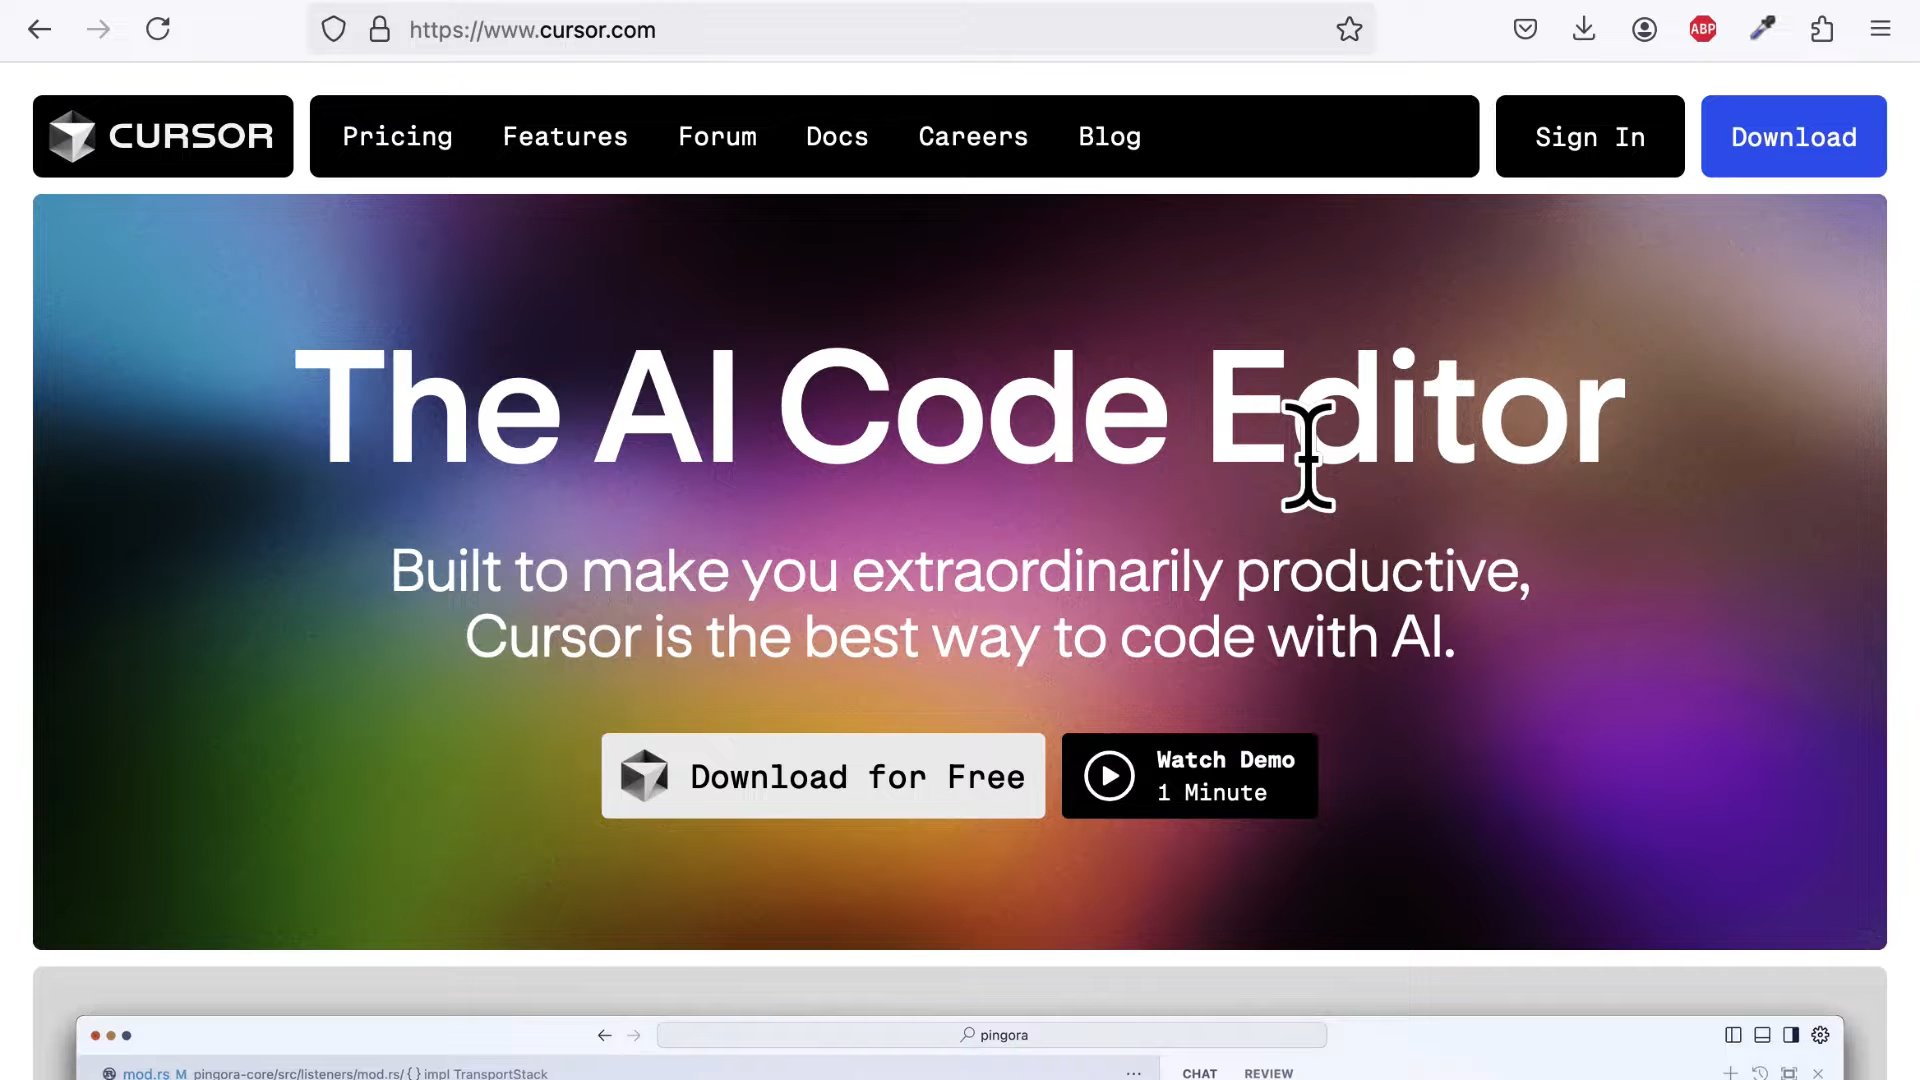 https://www.cursor.com
ABP
CURSOR
Pricing Features Forum Docs Careers Blog
Sign In
Download
The AI Code Editor
Built to make you extraordinarily productive,
Cursor is the best way to code with AI.
Download for Free
Watch Demo
1 Minute
pingora
mod.rs M pingora-core/src/listeners/mod.rs/ { } impl TransportStack
CHAT REVIEW